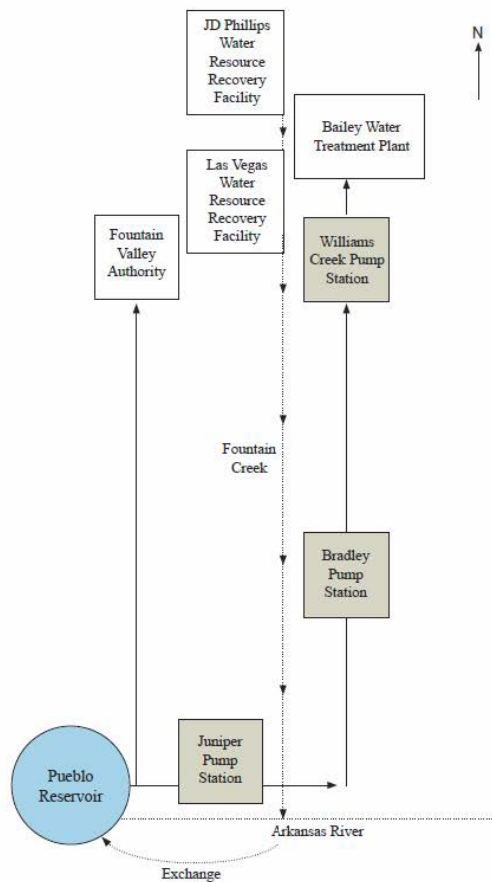 JD Phillips
Water
Resource
Recovery
Facility
N
Bailey Water
Treatment Plant
Las Vegas
Water
Resource
Recovery
Facility
Fountain
Valley
Authority
Williams
Creek Pump
Station
Fountain
Creek
Bradley
Pump
Station
Juniper
Pump
Station
Pueblo
Reservoir
Arkansas River
Exchange